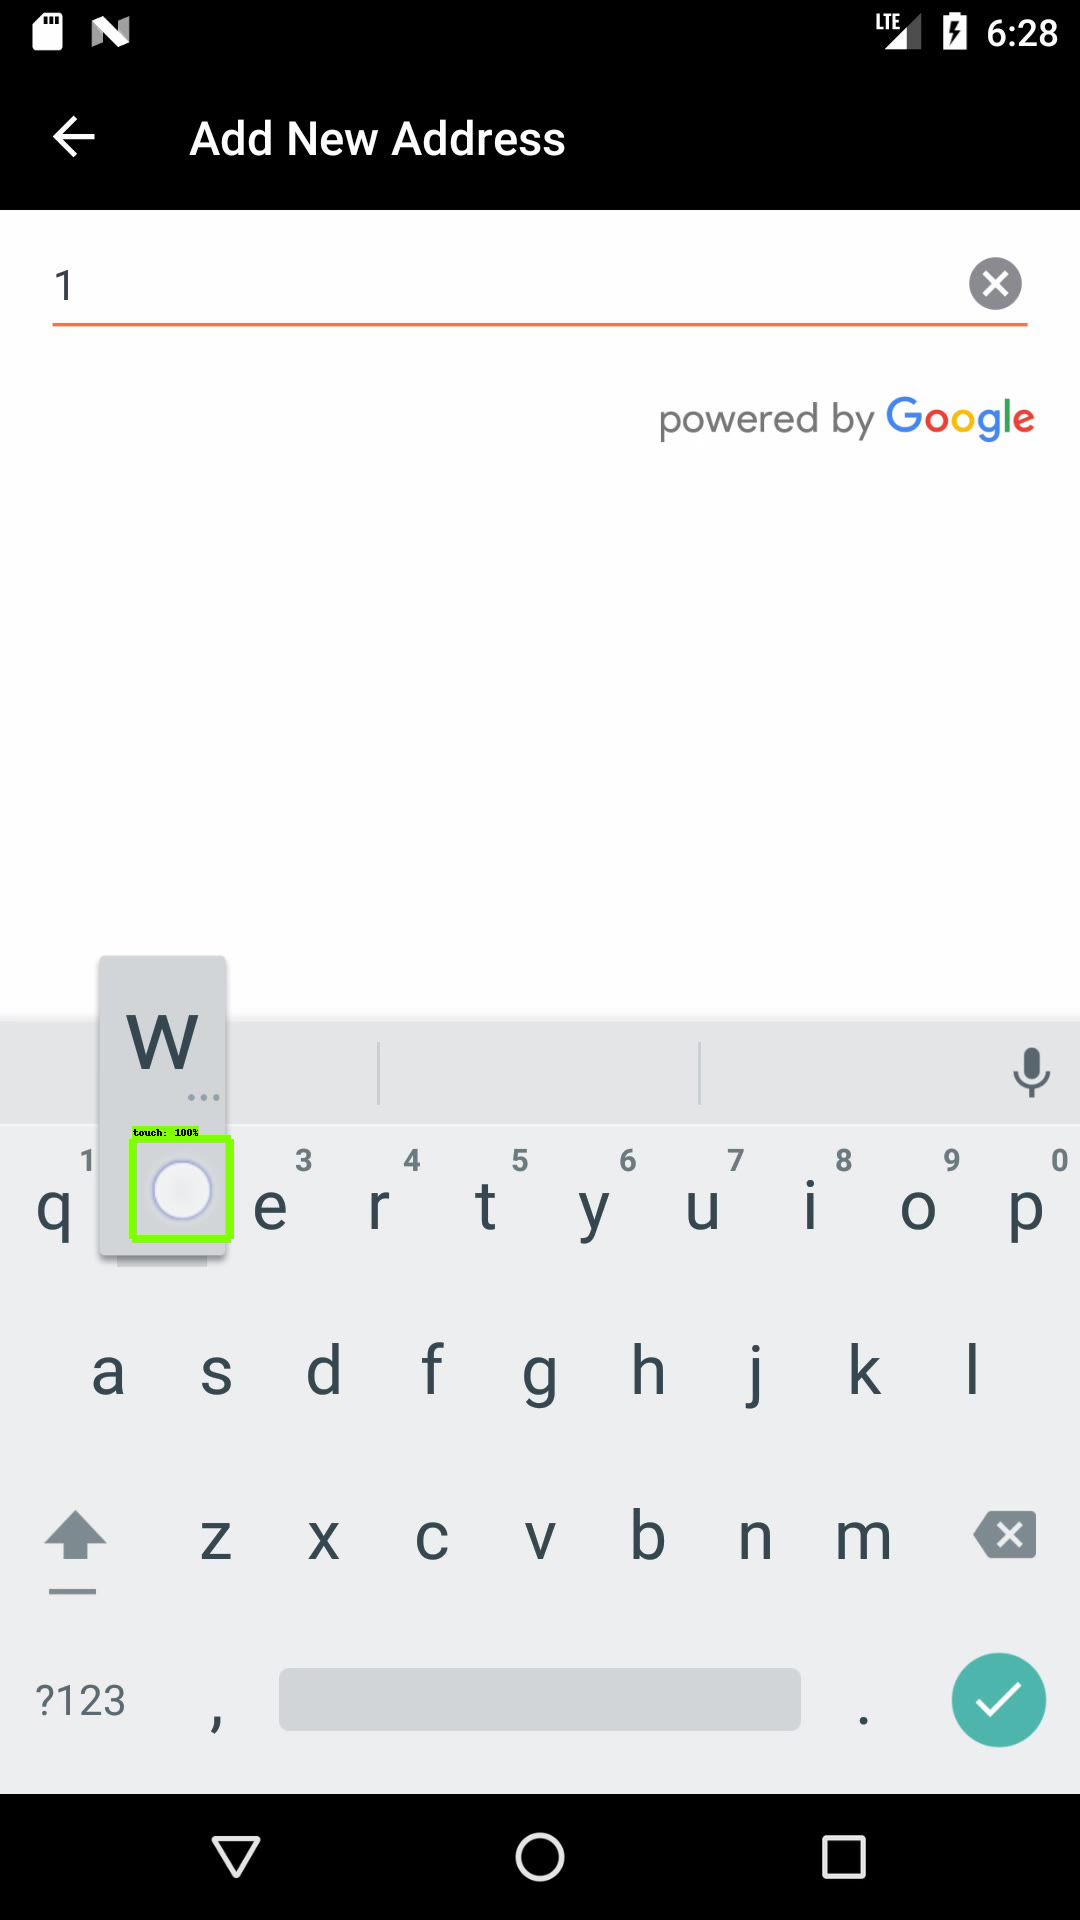 LTE 6:28
Add New Address
1
powered by Google
w
...
touch: 100%
1 3 4 5 6 7 8 9 0
q e r t y u i o p
a s d f g h j k l
z x c v b n m
?123 , .